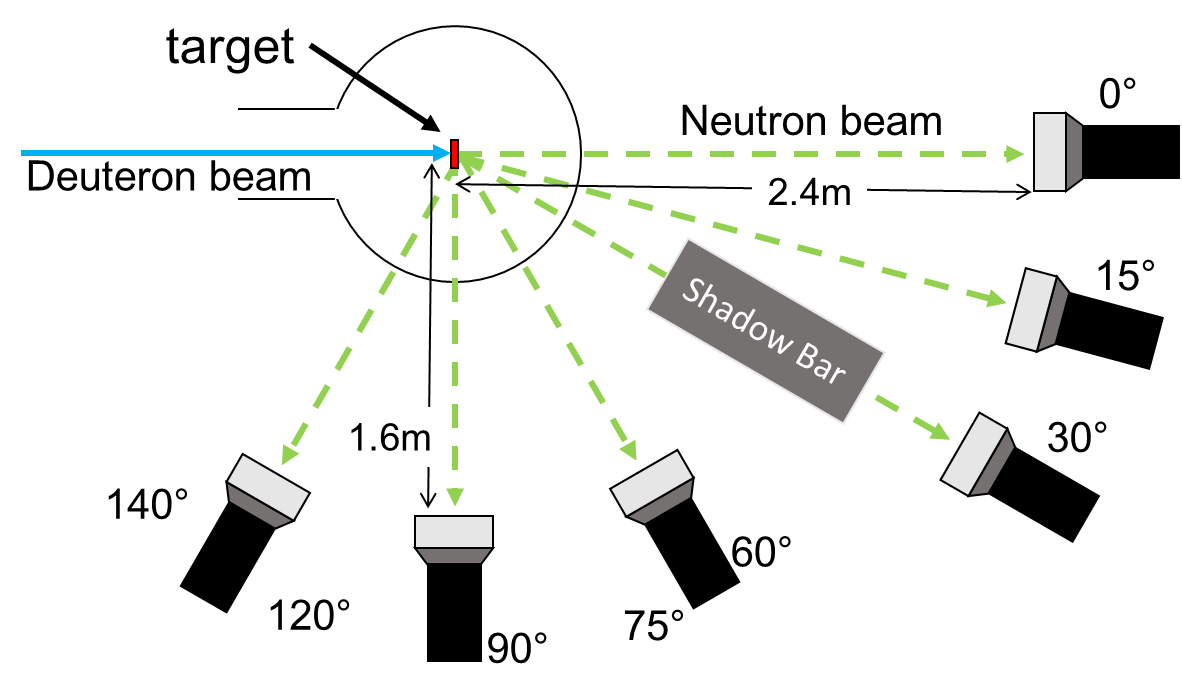 target
0°
Neutron beam
Deuteron beam
2.4m
15°
Shadow Bar
1.6m
30°
140°
60°
120°
75°
90°